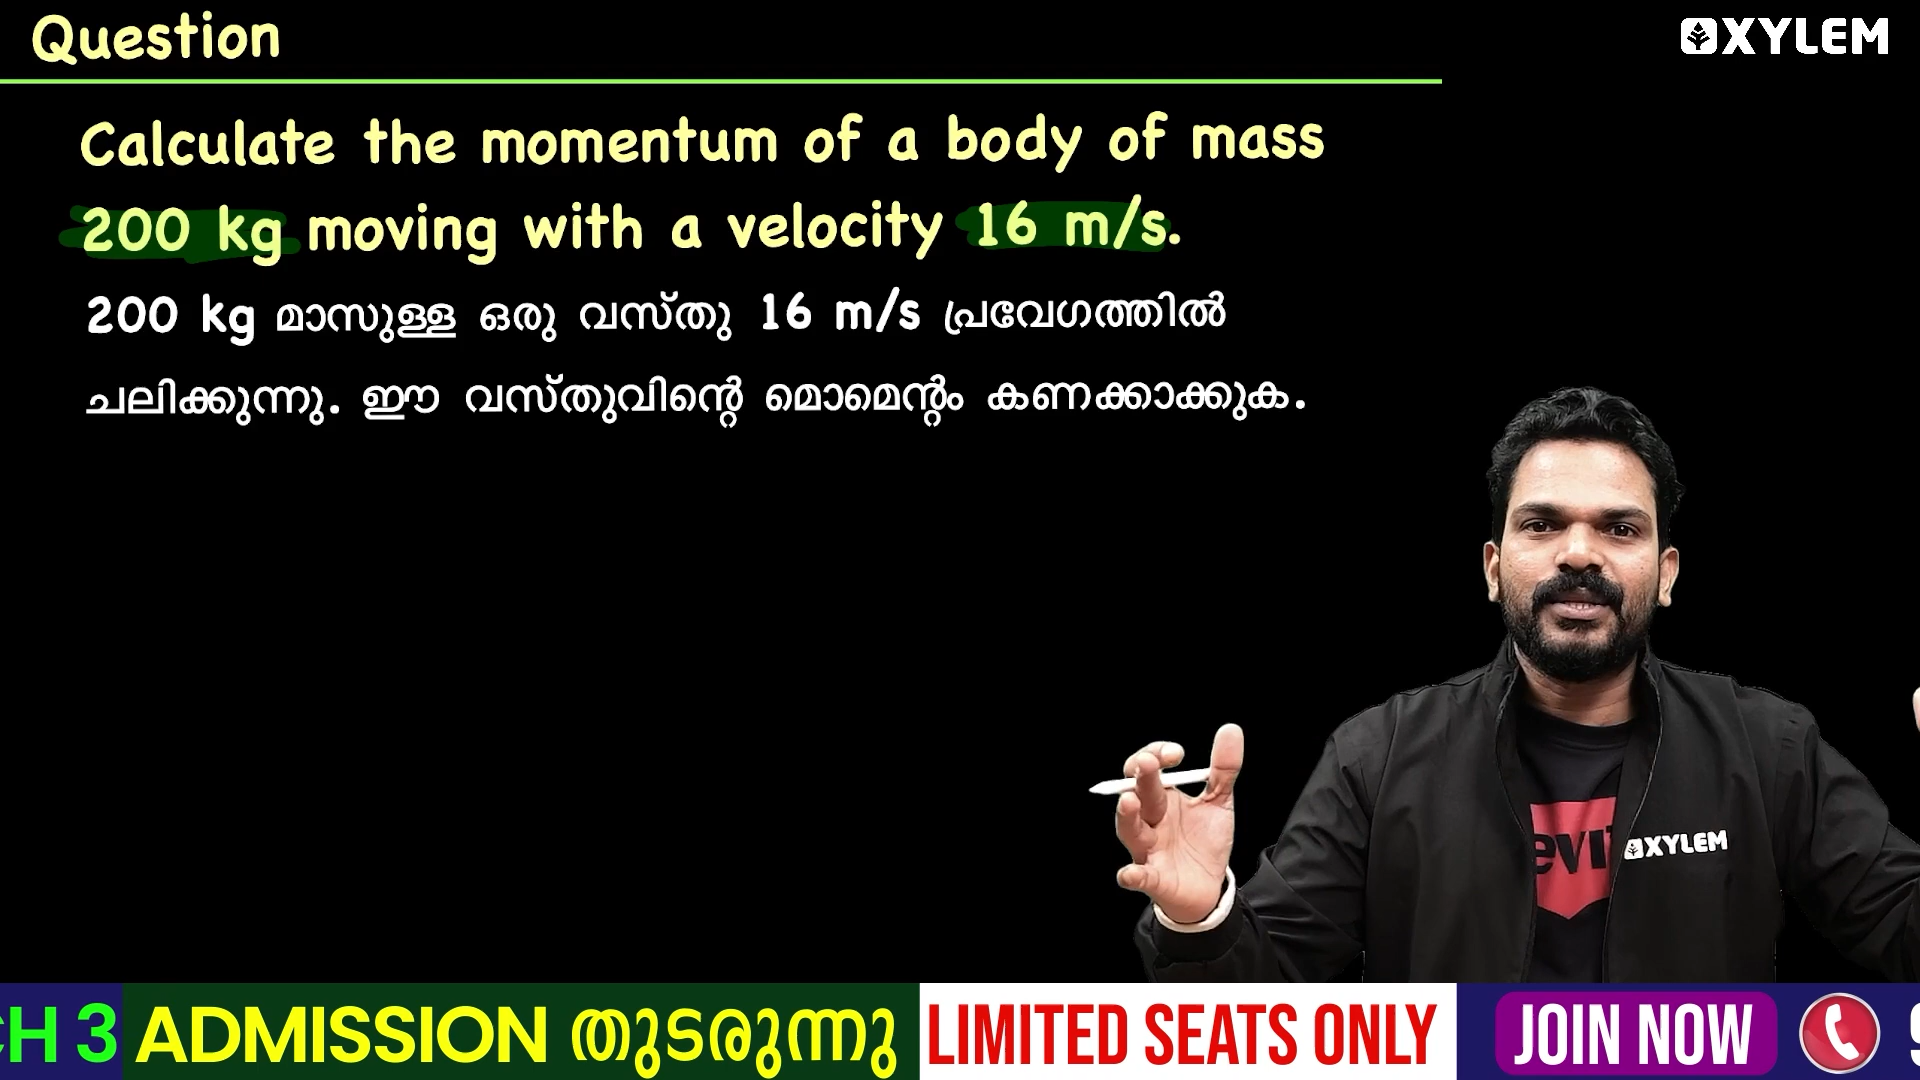 Question
XYLEM
Calculate the momentum of a body of mass
200 kg moving with a velocity 16 m/s.
200 kg മാസുള്ള ഒരു വസ്തു 16 m/s പ്രവേഗത്തിൽ
ചലിക്കുന്നു. ഈ വസ്തുവിന്റെ മൊമെന്റം കണക്കാക്കുക.
XYLEM
CH 3 ADMISSION തുടരുന്നു LIMITED SEATS ONLY JOIN NOW